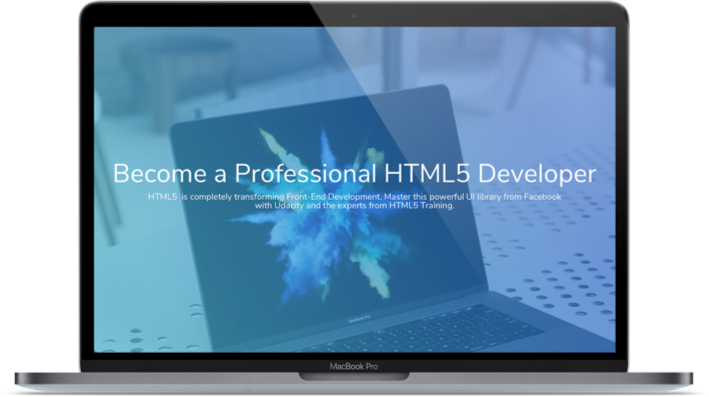 Become a Professional HTML5 Developer
HTML5 is completely transforming Front-End Development. Master this powerful UI library from Facebook
with Udacity and the experts from HTML5 Training.
MacBook Pro
MacBook Pro